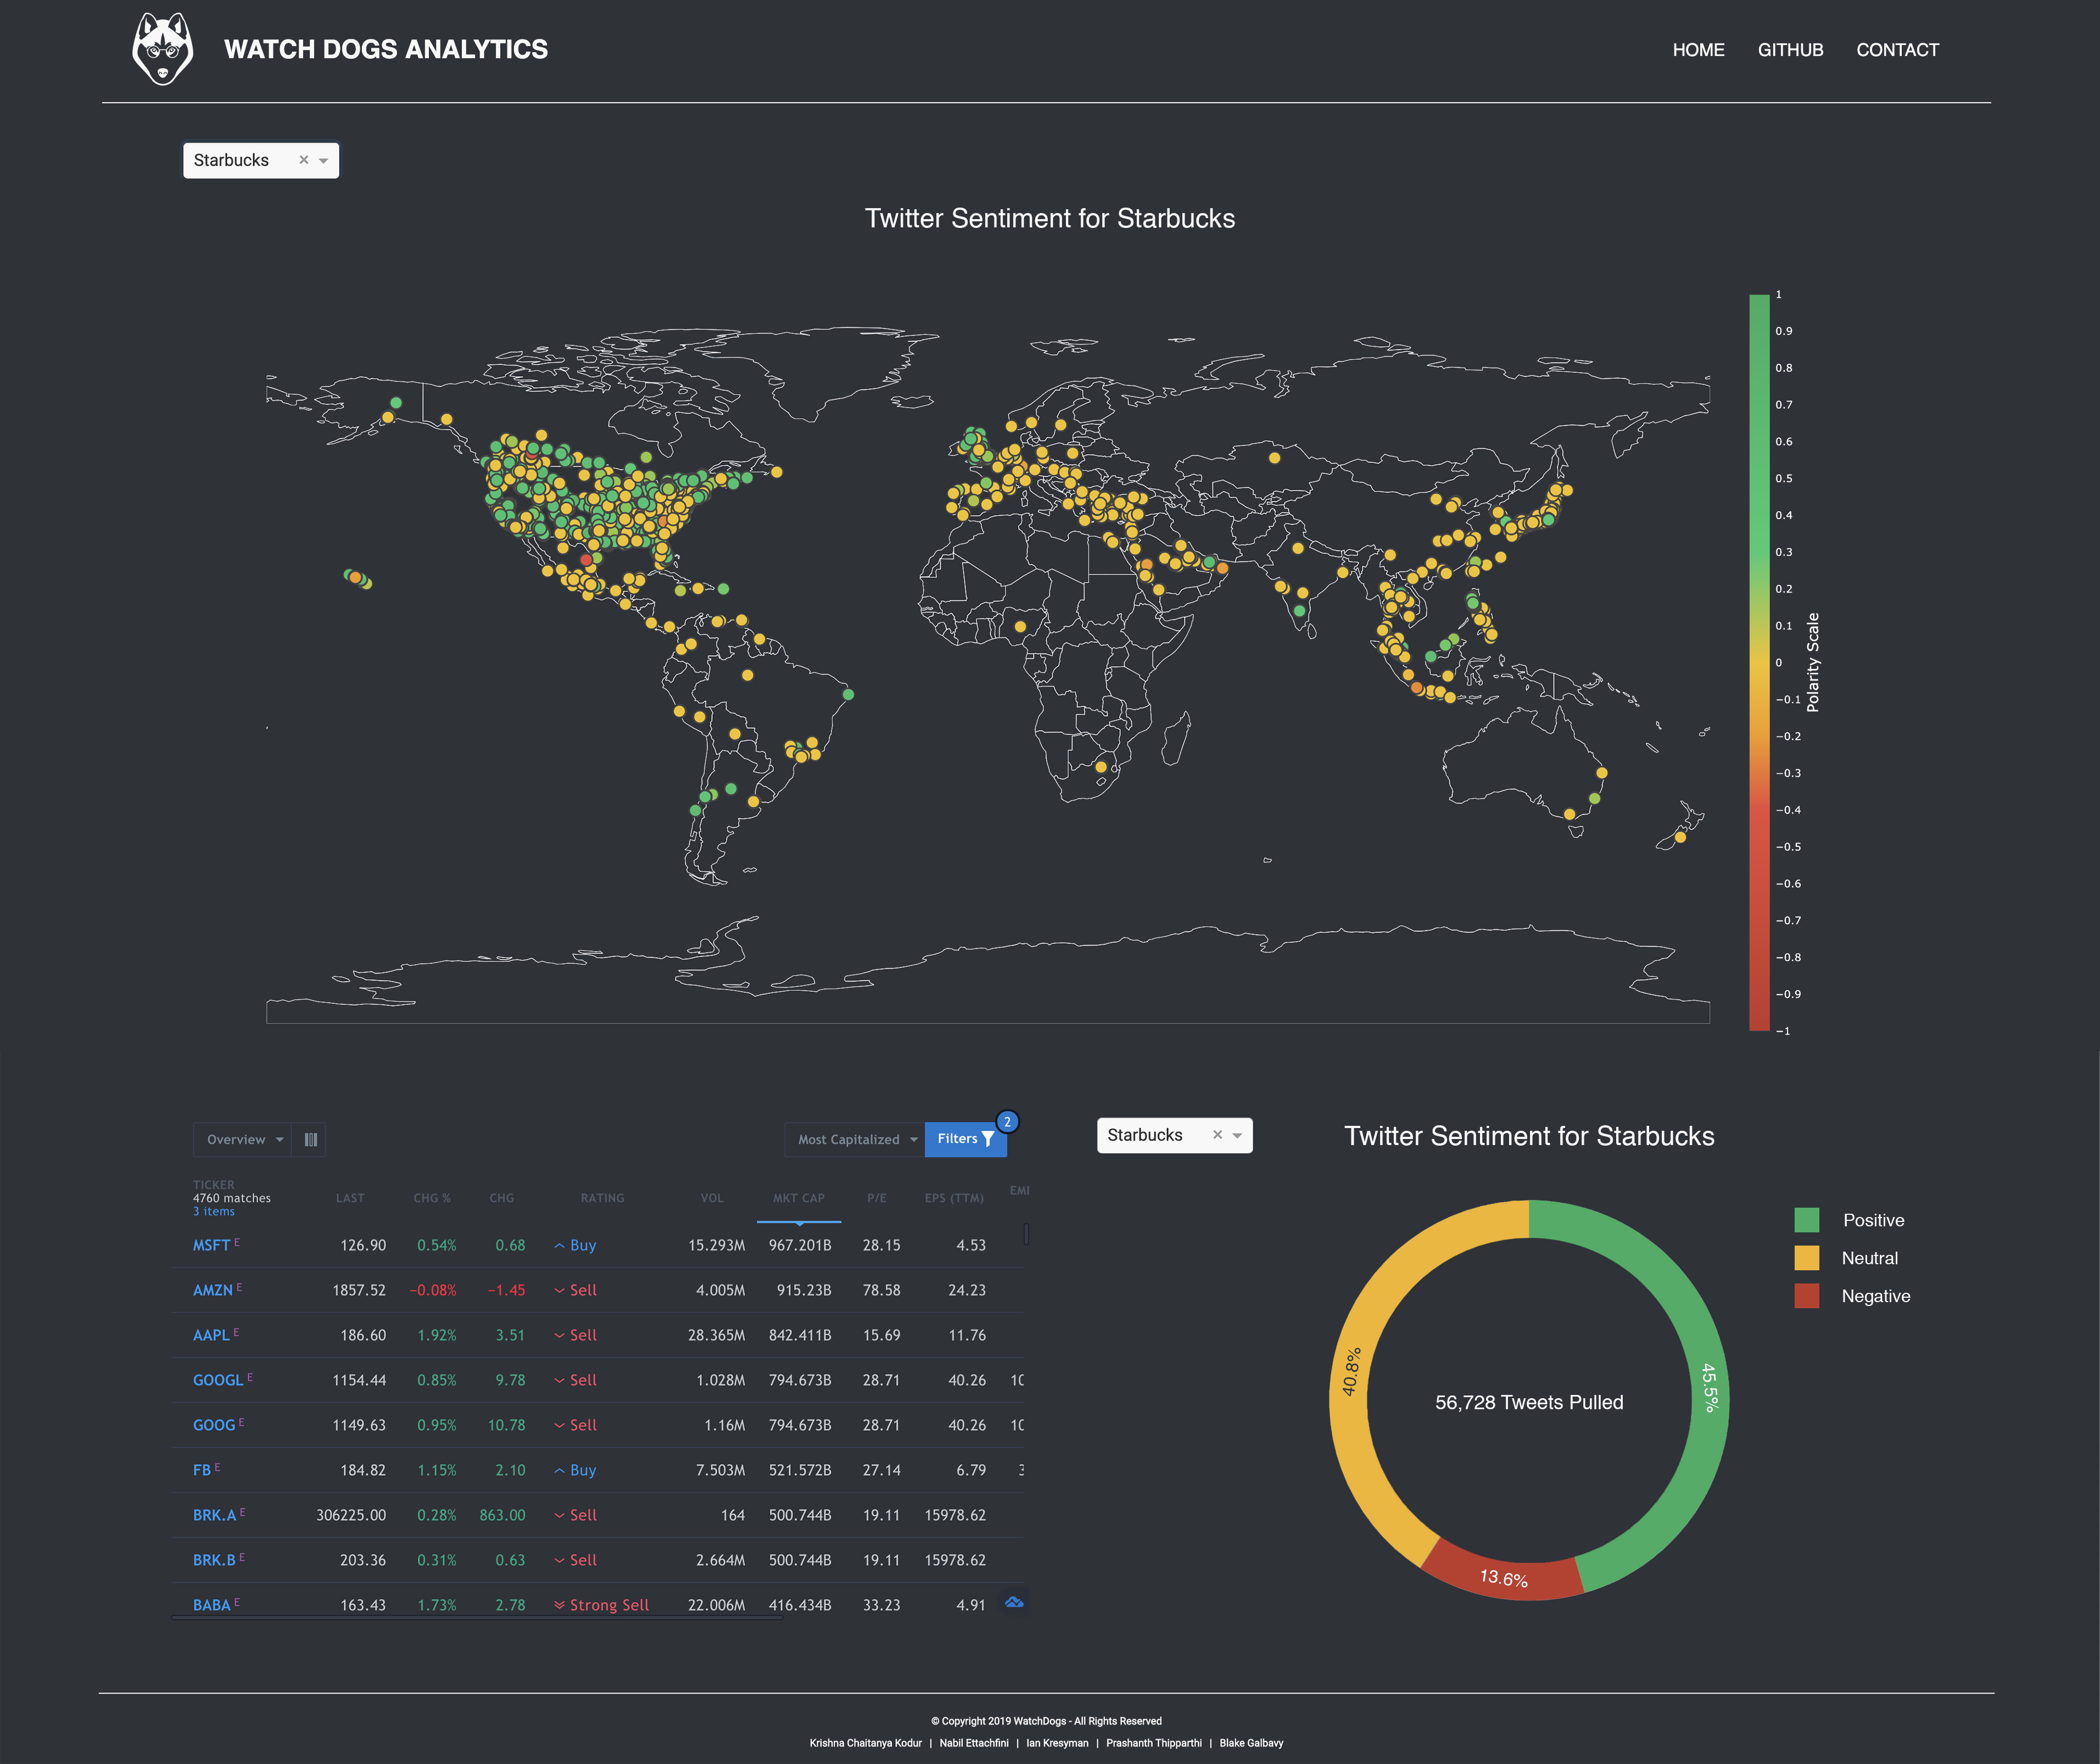 WATCH DOGS ANALYTICS
HOME GITHUB CONTACT
Starbucks × 
Twitter Sentiment for Starbucks
1
0.9
0.8
0.7
0.6
0.5
0.4
0.3
0.2
0.1
0
−0.1
−0.2
−0.3
−0.4
−0.5
−0.6
−0.7
−0.8
−0.9
−1
Polarity Scale
Overview
Most Capitalized Filters 2
TICKER LAST CHG % CHG RATING VOL MKT CAP P/E EPS (TTM) EMI
4760 matches
3 items
MSFT E 126.90 0.54% 0.68 Buy 15.293M 967.201B 28.15 4.53
AMZN E 1857.52 −0.08% −1.45 Sell 4.005M 915.23B 78.58 24.23
AAPL E 186.60 1.92% 3.51 Sell 28.365M 842.411B 15.69 11.76
GOOGL E 1154.44 0.85% 9.78 Sell 1.028M 794.673B 28.71 40.26 10
GOOG E 1149.63 0.95% 10.78 Sell 1.16M 794.673B 28.71 40.26 10
FB E 184.82 1.15% 2.10 Buy 7.503M 521.572B 27.14 6.79 3
BRK.A E 306225.00 0.28% 863.00 Sell 164 500.744B 19.11 15978.62
BRK.B E 203.36 0.31% 0.63 Sell 2.664M 500.744B 19.11 15978.62
BABA E 163.43 1.73% 2.78 Strong Sell 22.006M 416.434B 33.23 4.91
Starbucks ×
Twitter Sentiment for Starbucks
Positive
Neutral
Negative
40.8%
45.5%
56,728 Tweets Pulled
13.6%
© Copyright 2019 WatchDogs - All Rights Reserved
Krishna Chaitanya Kodur | Nabil Ettachfini | Ian Kresyman | Prashanth Thipparthi | Blake Galbavy